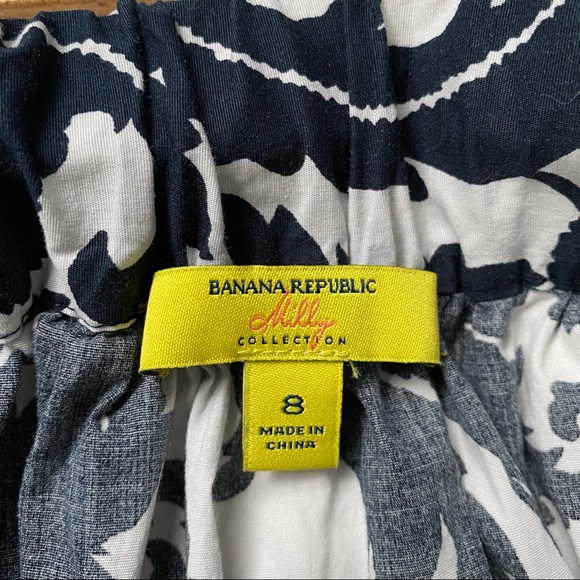 BANANA REPUBLIC
Milly
COLLECTION
8
MADE IN
CHINA